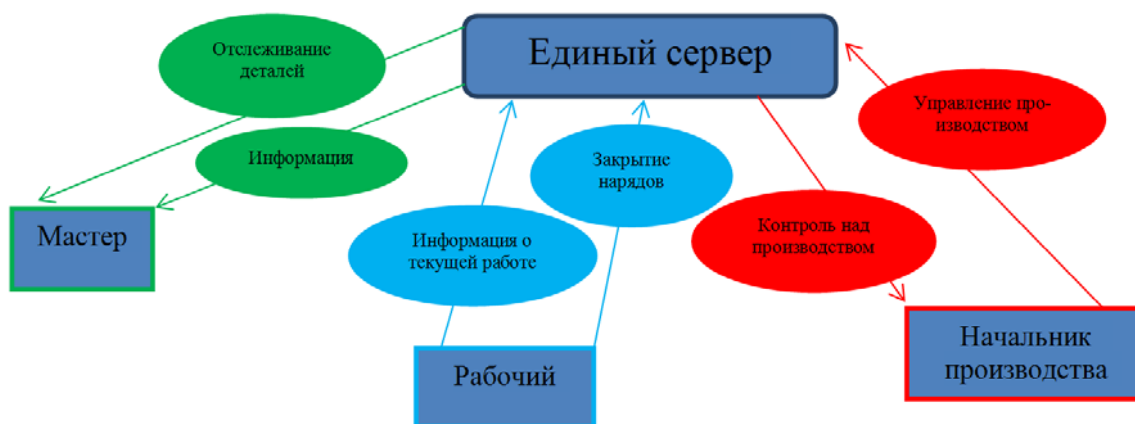 Единый сервер
Отслеживание
деталей
Управление про-
изводством
Информация
Закрытие
нарядов
Мастер
Информация о
текущей работе
Контроль над
производством
Рабочий
Начальник
производства